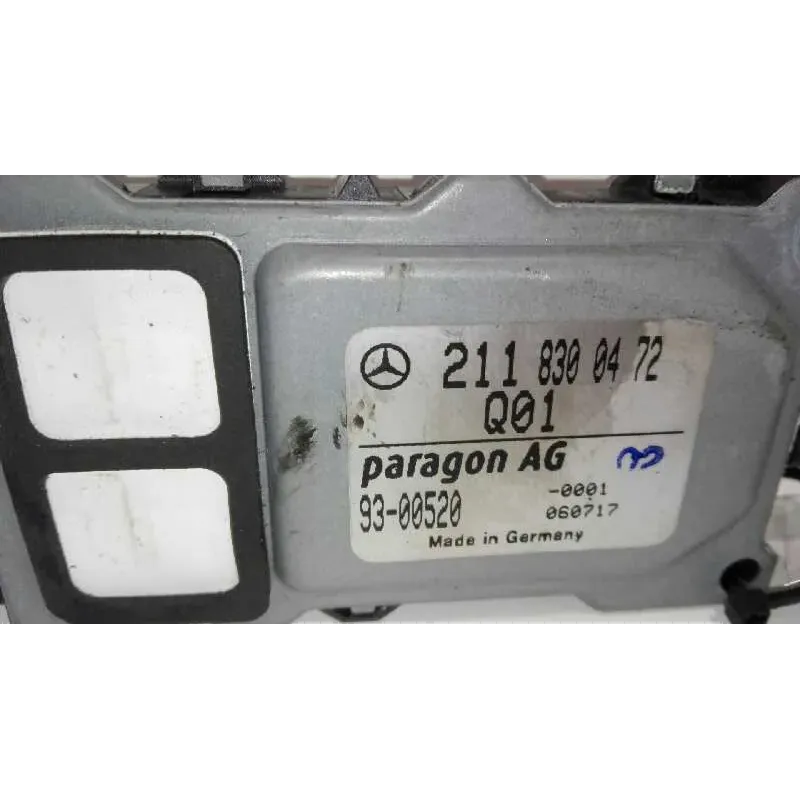 211 830 04 72
Q01
paragon AG
93-00520 -0001
060717
Made in Germany